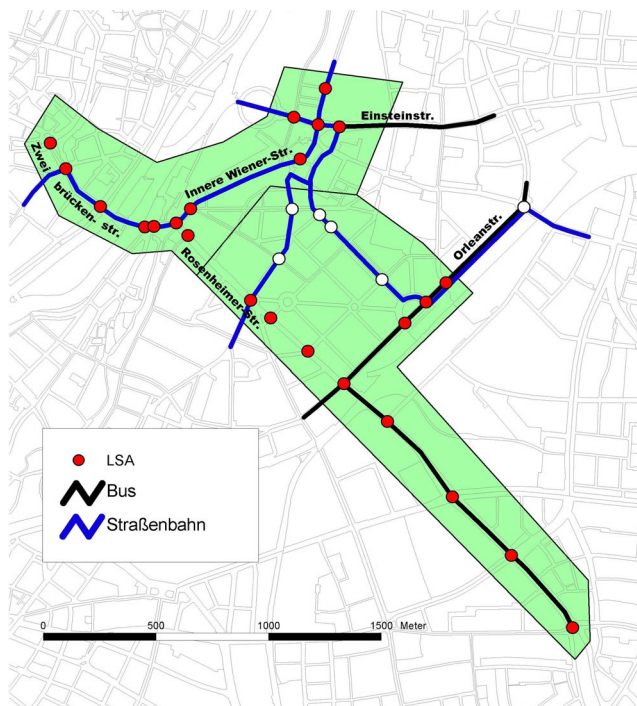 Einsteinstr.
Innere Wiener-Str.
Zwei
brücken- str.
Orleanstr.
Rosenheimer-Str.
LSA
Bus
Straßenbahn
0 500 1000 1500 Meter